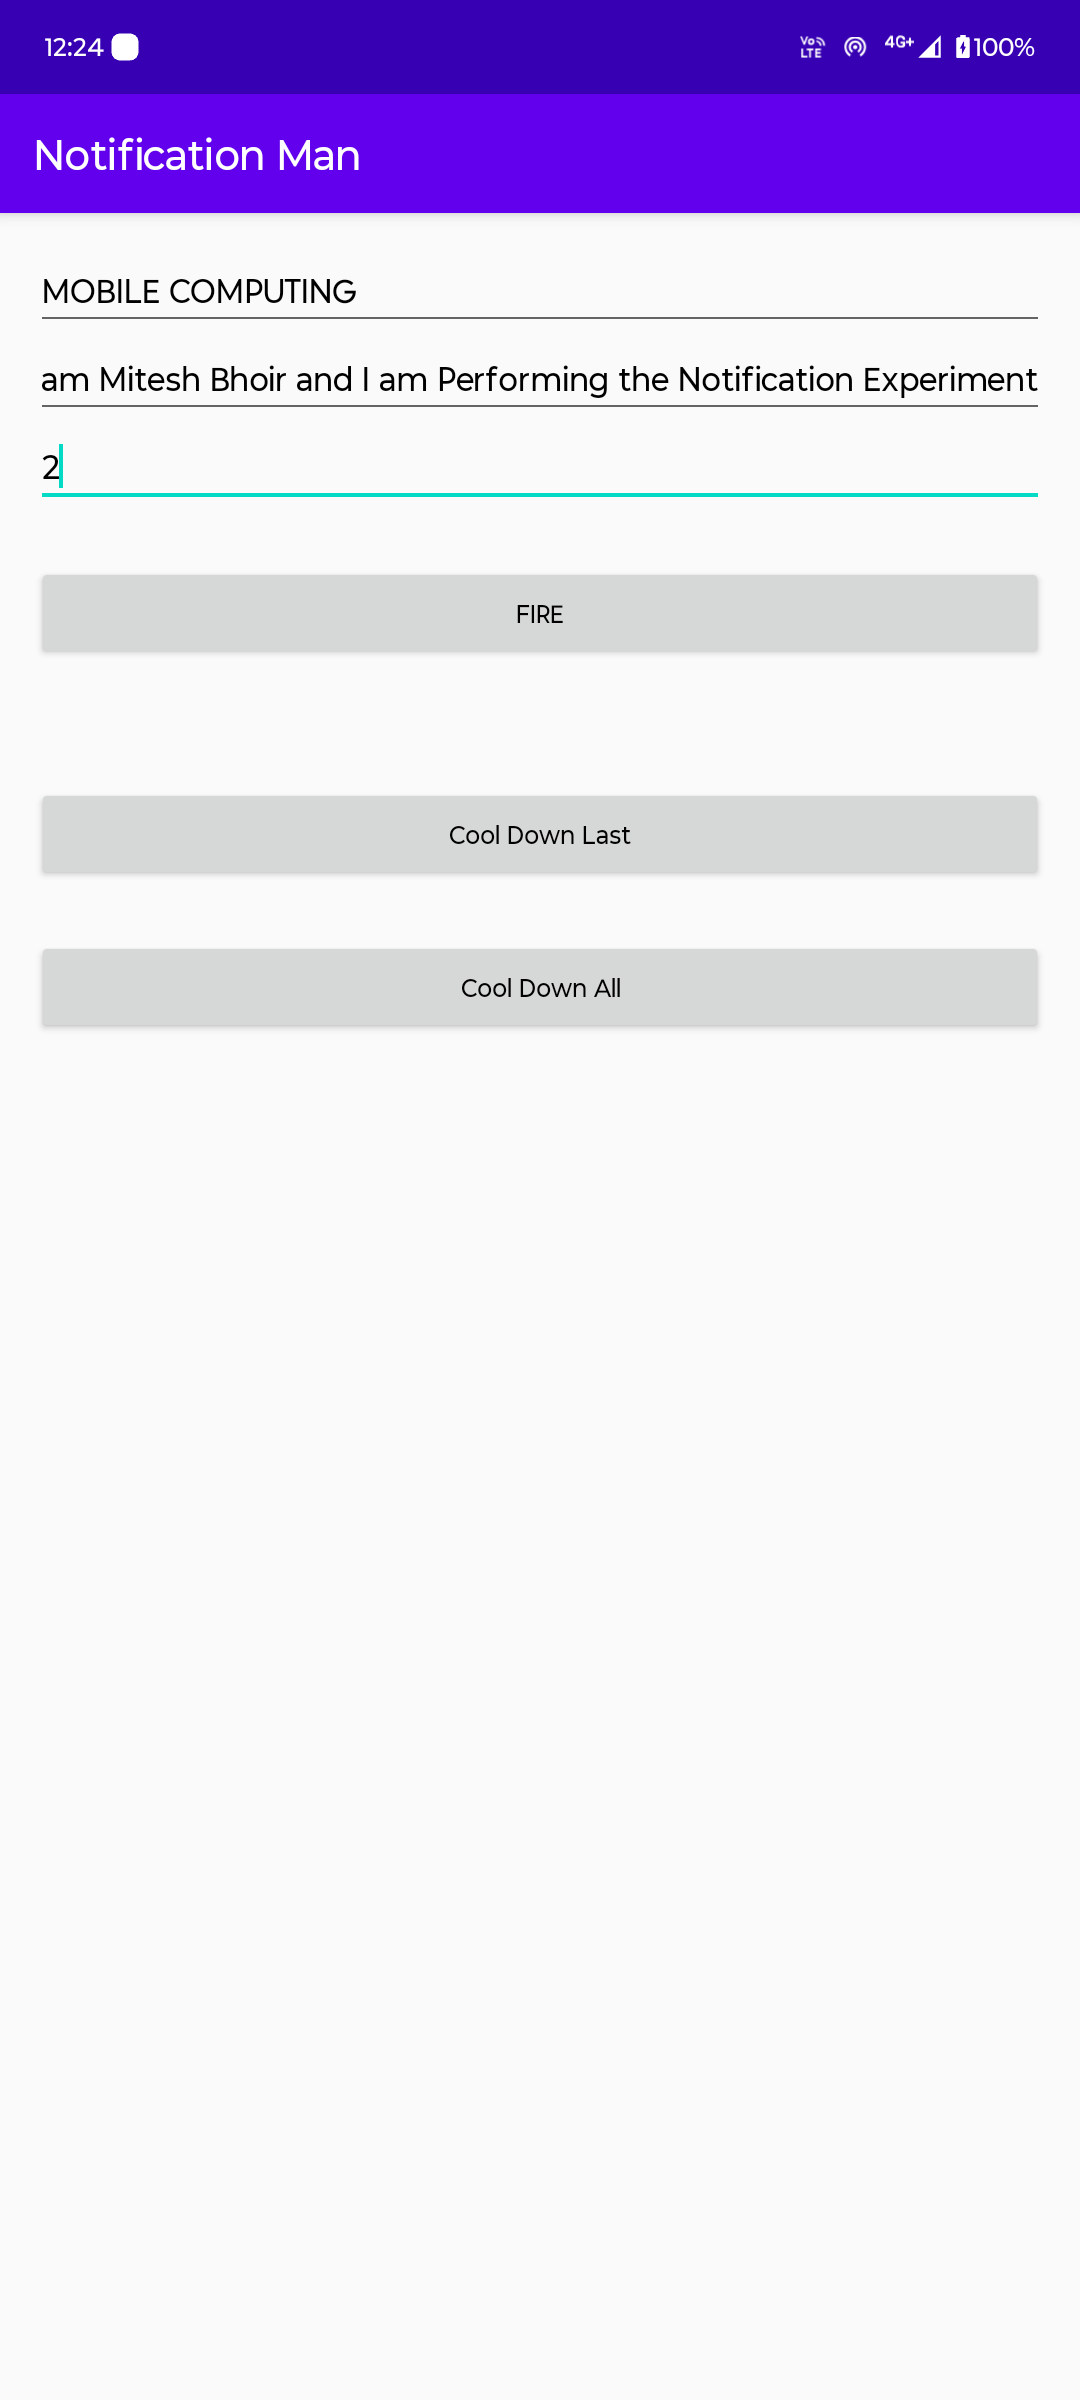 12:24
Vo LTE 4G+ 100%
Notification Man
MOBILE COMPUTING
am Mitesh Bhoir and I am Performing the Notification Experiment
2
FIRE
Cool Down Last
Cool Down All